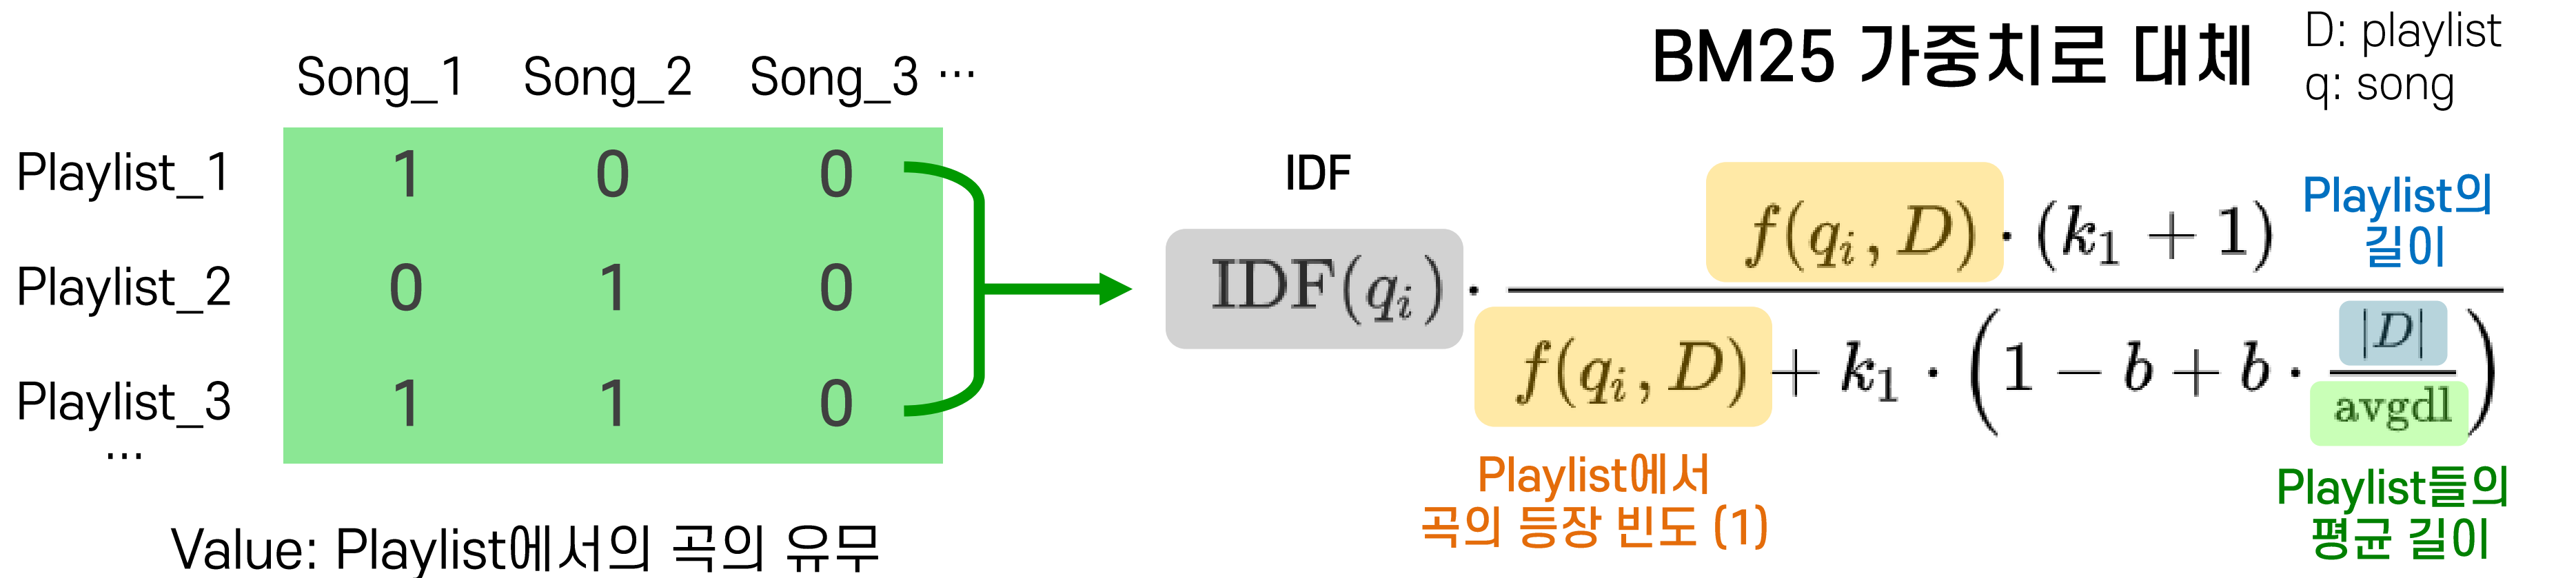 Song_1 Song_2 Song_3 ...
Playlist_1 1 0 0
Playlist_2 0 1 0
Playlist_3 1 1 0
...
Value: Playlist에서의 곡의 유무
BM25 가중치로 대체
D: playlist
q: song
IDF
IDF(q_i) · \frac{f(q_i, D) · (k_1 + 1)}{f(q_i, D) + k_1 · (1 − b + b · \frac{|D|}{avgdl})}
Playlist의
길이
Playlist에서
곡의 등장 빈도 (1)
Playlist들의
평균 길이